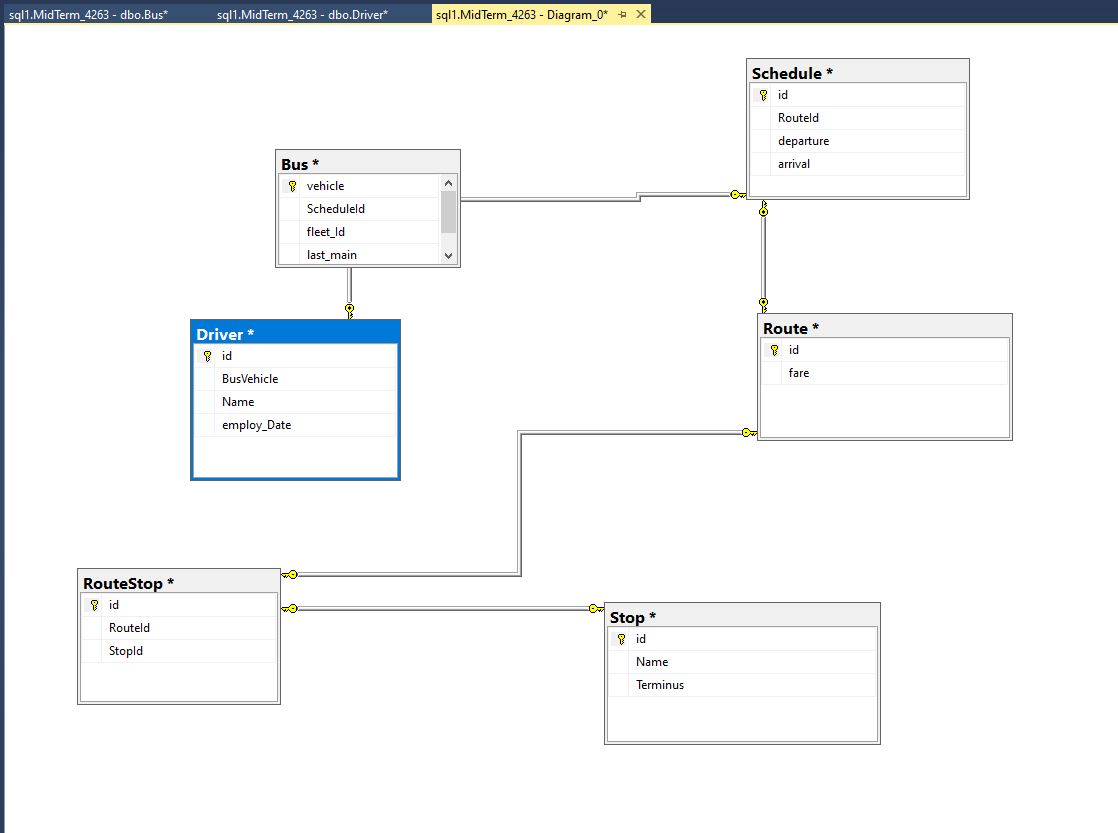 sql1.MidTerm_4263 - dbo.Bus*
sql1.MidTerm_4263 - dbo.Driver*
sql1.MidTerm_4263 - Diagram_0*
Schedule *
id
RouteId
departure
arrival
Bus *
vehicle
ScheduleId
fleet_Id
last_main
Driver *
id
BusVehicle
Name
employ_Date
Route *
id
fare
RouteStop *
id
RouteId
StopId
Stop *
id
Name
Terminus